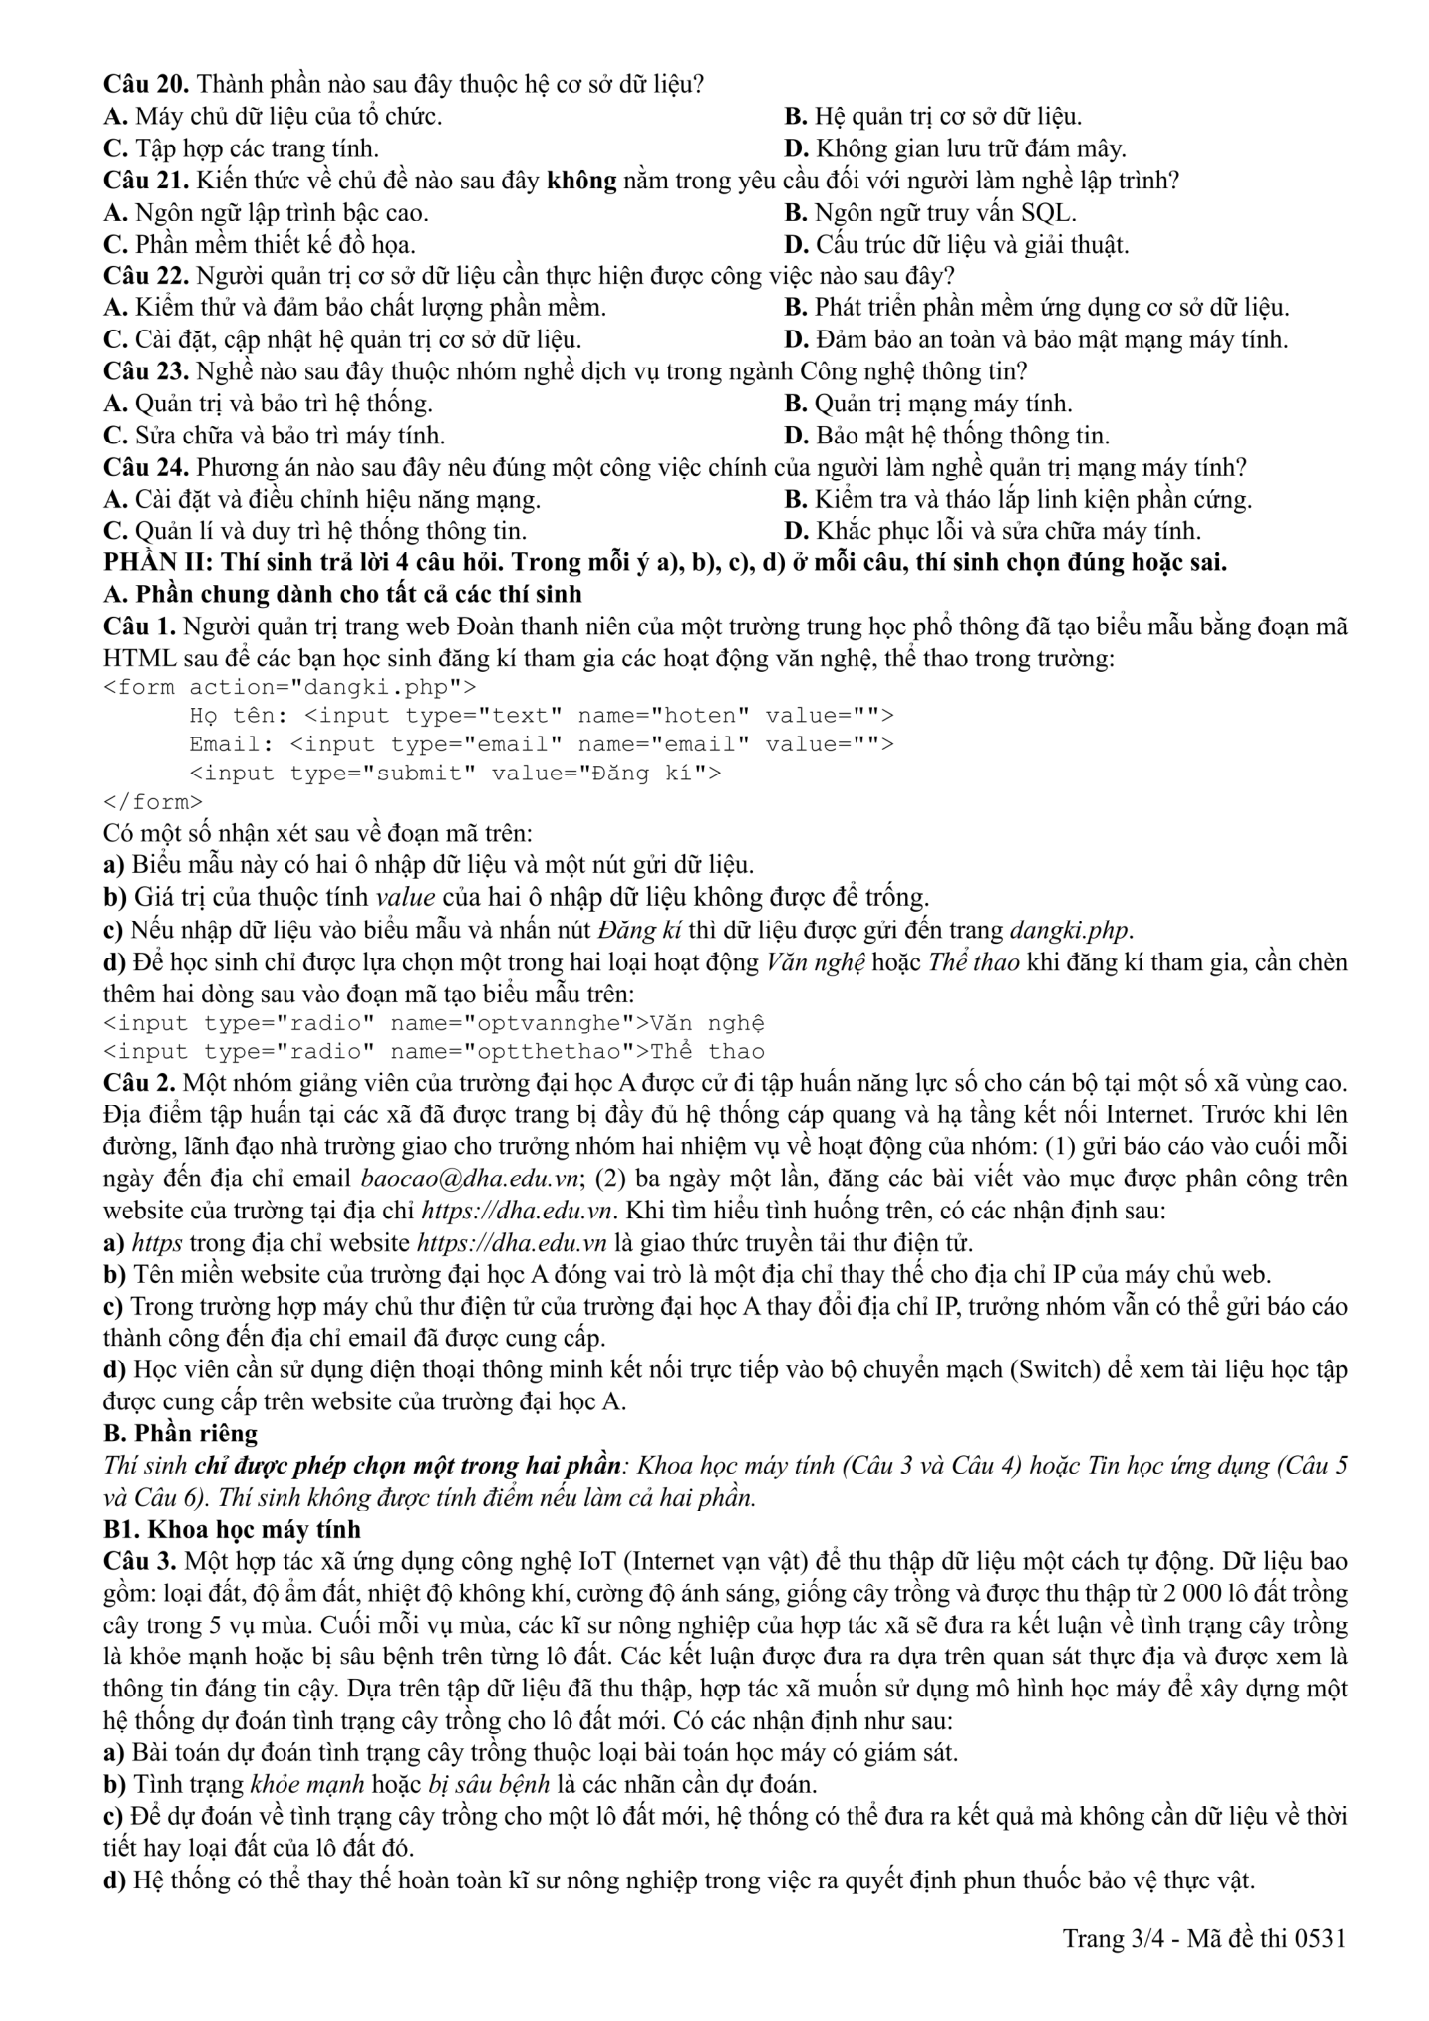 Câu 20. Thành phần nào sau đây thuộc hệ cơ sở dữ liệu?
A. Máy chủ dữ liệu của tổ chức. B. Hệ quản trị cơ sở dữ liệu.
C. Tập hợp các trang tính. D. Không gian lưu trữ đám mây.
Câu 21. Kiến thức về chủ đề nào sau đây không nằm trong yêu cầu đối với người làm nghề lập trình?
A. Ngôn ngữ lập trình bậc cao. B. Ngôn ngữ truy vấn SQL.
C. Phần mềm thiết kế đồ họa. D. Cấu trúc dữ liệu và giải thuật.
Câu 22. Người quản trị cơ sở dữ liệu cần thực hiện được công việc nào sau đây?
A. Kiểm thử và đảm bảo chất lượng phần mềm. B. Phát triển phần mềm ứng dụng cơ sở dữ liệu.
C. Cài đặt, cập nhật hệ quản trị cơ sở dữ liệu. D. Đảm bảo an toàn và bảo mật mạng máy tính.
Câu 23. Nghề nào sau đây thuộc nhóm nghề dịch vụ trong ngành Công nghệ thông tin?
A. Quản trị và bảo trì hệ thống. B. Quản trị mạng máy tính.
C. Sửa chữa và bảo trì máy tính. D. Bảo mật hệ thống thông tin.
Câu 24. Phương án nào sau đây nêu đúng một công việc chính của người làm nghề quản trị mạng máy tính?
A. Cài đặt và điều chỉnh hiệu năng mạng. B. Kiểm tra và tháo lắp linh kiện phần cứng.
C. Quản lí và duy trì hệ thống thông tin. D. Khắc phục lỗi và sửa chữa máy tính.
PHẦN II: Thí sinh trả lời 4 câu hỏi. Trong mỗi ý a), b), c), d) ở mỗi câu, thí sinh chọn đúng hoặc sai.
A. Phần chung dành cho tất cả các thí sinh
Câu 1. Người quản trị trang web Đoàn thanh niên của một trường trung học phổ thông đã tạo biểu mẫu bằng đoạn mã
HTML sau để các bạn học sinh đăng kí tham gia các hoạt động văn nghệ, thể thao trong trường:
<form action="dangki.php">
Họ tên: <input type="text" name="hoten" value="">
Email: <input type="email" name="email" value="">
<input type="submit" value="Đăng kí">
</form>
Có một số nhận xét sau về đoạn mã trên:
a) Biểu mẫu này có hai ô nhập dữ liệu và một nút gửi dữ liệu.
b) Giá trị của thuộc tính value của hai ô nhập dữ liệu không được để trống.
c) Nếu nhập dữ liệu vào biểu mẫu và nhấn nút Đăng kí thì dữ liệu được gửi đến trang dangki.php.
d) Để học sinh chỉ được lựa chọn một trong hai loại hoạt động Văn nghệ hoặc Thể thao khi đăng kí tham gia, cần chèn
thêm hai dòng sau vào đoạn mã tạo biểu mẫu trên:
<input type="radio" name="optvannghe">Văn nghệ
<input type="radio" name="optthethao">Thể thao
Câu 2. Một nhóm giảng viên của trường đại học A được cử đi tập huấn năng lực số cho cán bộ tại một số xã vùng cao.
Địa điểm tập huấn tại các xã đã được trang bị đầy đủ hệ thống cáp quang và hạ tầng kết nối Internet. Trước khi lên
đường, lãnh đạo nhà trường giao cho trưởng nhóm hai nhiệm vụ về hoạt động của nhóm: (1) gửi báo cáo vào cuối mỗi
ngày đến địa chỉ email baocao@dha.edu.vn; (2) ba ngày một lần, đăng các bài viết vào mục được phân công trên
website của trường tại địa chỉ https://dha.edu.vn. Khi tìm hiểu tình huống trên, có các nhận định sau:
a) https trong địa chỉ website https://dha.edu.vn là giao thức truyền tải thư điện tử.
b) Tên miền website của trường đại học A đóng vai trò là một địa chỉ thay thế cho địa chỉ IP của máy chủ web.
c) Trong trường hợp máy chủ thư điện tử của trường đại học A thay đổi địa chỉ IP, trưởng nhóm vẫn có thể gửi báo cáo
thành công đến địa chỉ email đã được cung cấp.
d) Học viên cần sử dụng điện thoại thông minh kết nối trực tiếp vào bộ chuyển mạch (Switch) để xem tài liệu học tập
được cung cấp trên website của trường đại học A.
B. Phần riêng
Thí sinh chỉ được phép chọn một trong hai phần: Khoa học máy tính (Câu 3 và Câu 4) hoặc Tin học ứng dụng (Câu 5
và Câu 6). Thí sinh không được tính điểm nếu làm cả hai phần.
B1. Khoa học máy tính
Câu 3. Một hợp tác xã ứng dụng công nghệ IoT (Internet vạn vật) để thu thập dữ liệu một cách tự động. Dữ liệu bao
gồm: loại đất, độ ẩm đất, nhiệt độ không khí, cường độ ánh sáng, giống cây trồng và được thu thập từ 2 000 lô đất trồng
cây trong 5 vụ mùa. Cuối mỗi vụ mùa, các kĩ sư nông nghiệp của hợp tác xã sẽ đưa ra kết luận về tình trạng cây trồng
là khỏe mạnh hoặc bị sâu bệnh trên từng lô đất. Các kết luận được đưa ra dựa trên quan sát thực địa và được xem là
thông tin đáng tin cậy. Dựa trên tập dữ liệu đã thu thập, hợp tác xã muốn sử dụng mô hình học máy để xây dựng một
hệ thống dự đoán tình trạng cây trồng cho lô đất mới. Có các nhận định như sau:
a) Bài toán dự đoán tình trạng cây trồng thuộc loại bài toán học máy có giám sát.
b) Tình trạng khỏe mạnh hoặc bị sâu bệnh là các nhãn cần dự đoán.
c) Để dự đoán về tình trạng cây trồng cho một lô đất mới, hệ thống có thể đưa ra kết quả mà không cần dữ liệu về thời
tiết hay loại đất của lô đất đó.
d) Hệ thống có thể thay thế hoàn toàn kĩ sư nông nghiệp trong việc ra quyết định phun thuốc bảo vệ thực vật.
Trang 3/4 - Mã đề thi 0531